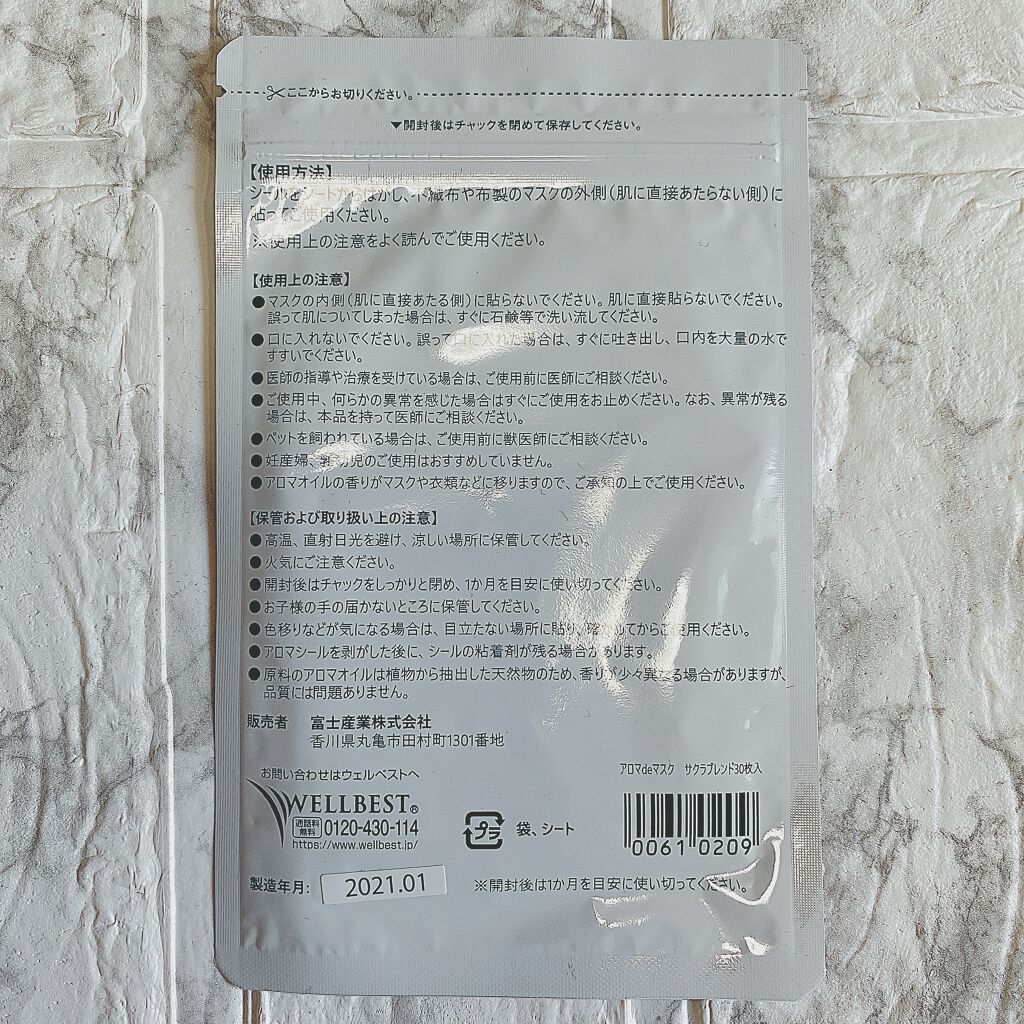 ここからお切りください。
▼開封後はチャックを閉めて保存してください。
【使用方法】
シールをシートからはがし、不織布や布製のマスクの外側(肌に直接あたらない側)に
貼ってご使用ください。
※使用上の注意をよく読んでご使用ください。
【使用上の注意】
●マスクの内側(肌に直接あたる側)に貼らないでください。肌に直接貼らないでください。
誤って肌についてしまった場合は、すぐに石鹸等で洗い流してください。
●口に入れないでください。誤って口に入れた場合は、すぐに吐き出し、口内を大量の水で
すすいでください。
●医師の指導や治療を受けている場合は、ご使用前に医師にご相談ください。
●ご使用中、何らかの異常を感じた場合はすぐにご使用をお止めください。なお、異常が残る
場合は、本品を持って医師にご相談ください。
●ペットを飼われている場合は、ご使用前に獣医師にご相談ください。
●妊産婦、乳幼児のご使用はおすすめしていません。
●アロマオイルの香りがマスクや衣類などに移りますので、ご承知の上でご使用ください。
【保管および取り扱い上の注意】
●高温、直射日光を避け、涼しい場所に保管してください。
●火気にご注意ください。
●開封後はチャックをしっかりと閉め、1か月を目安に使い切ってください。
●お子様の手の届かないところに保管してください。
●色移りなどが気になる場合は、目立たない場所に貼り、確かめてからご使用ください。
●アロマシールを剥がした後に、シールの粘着剤が残る場合があります。
●原料のアロマオイルは植物から抽出した天然物のため、香りが少々異なる場合がありますが、
品質には問題ありません。
販売者 富士産業株式会社
香川県丸亀市田村町1301番地
お問い合わせはウェルベストへ
WELLBEST®
通話料無料 0120-430-114
https://www.wellbest.jp/
プラ 袋、シート
アロマdeマスク サクラブレンド30枚入
0061 0209
製造年月: 2021.01 ※開封後は1か月を目安に使い切ってください。